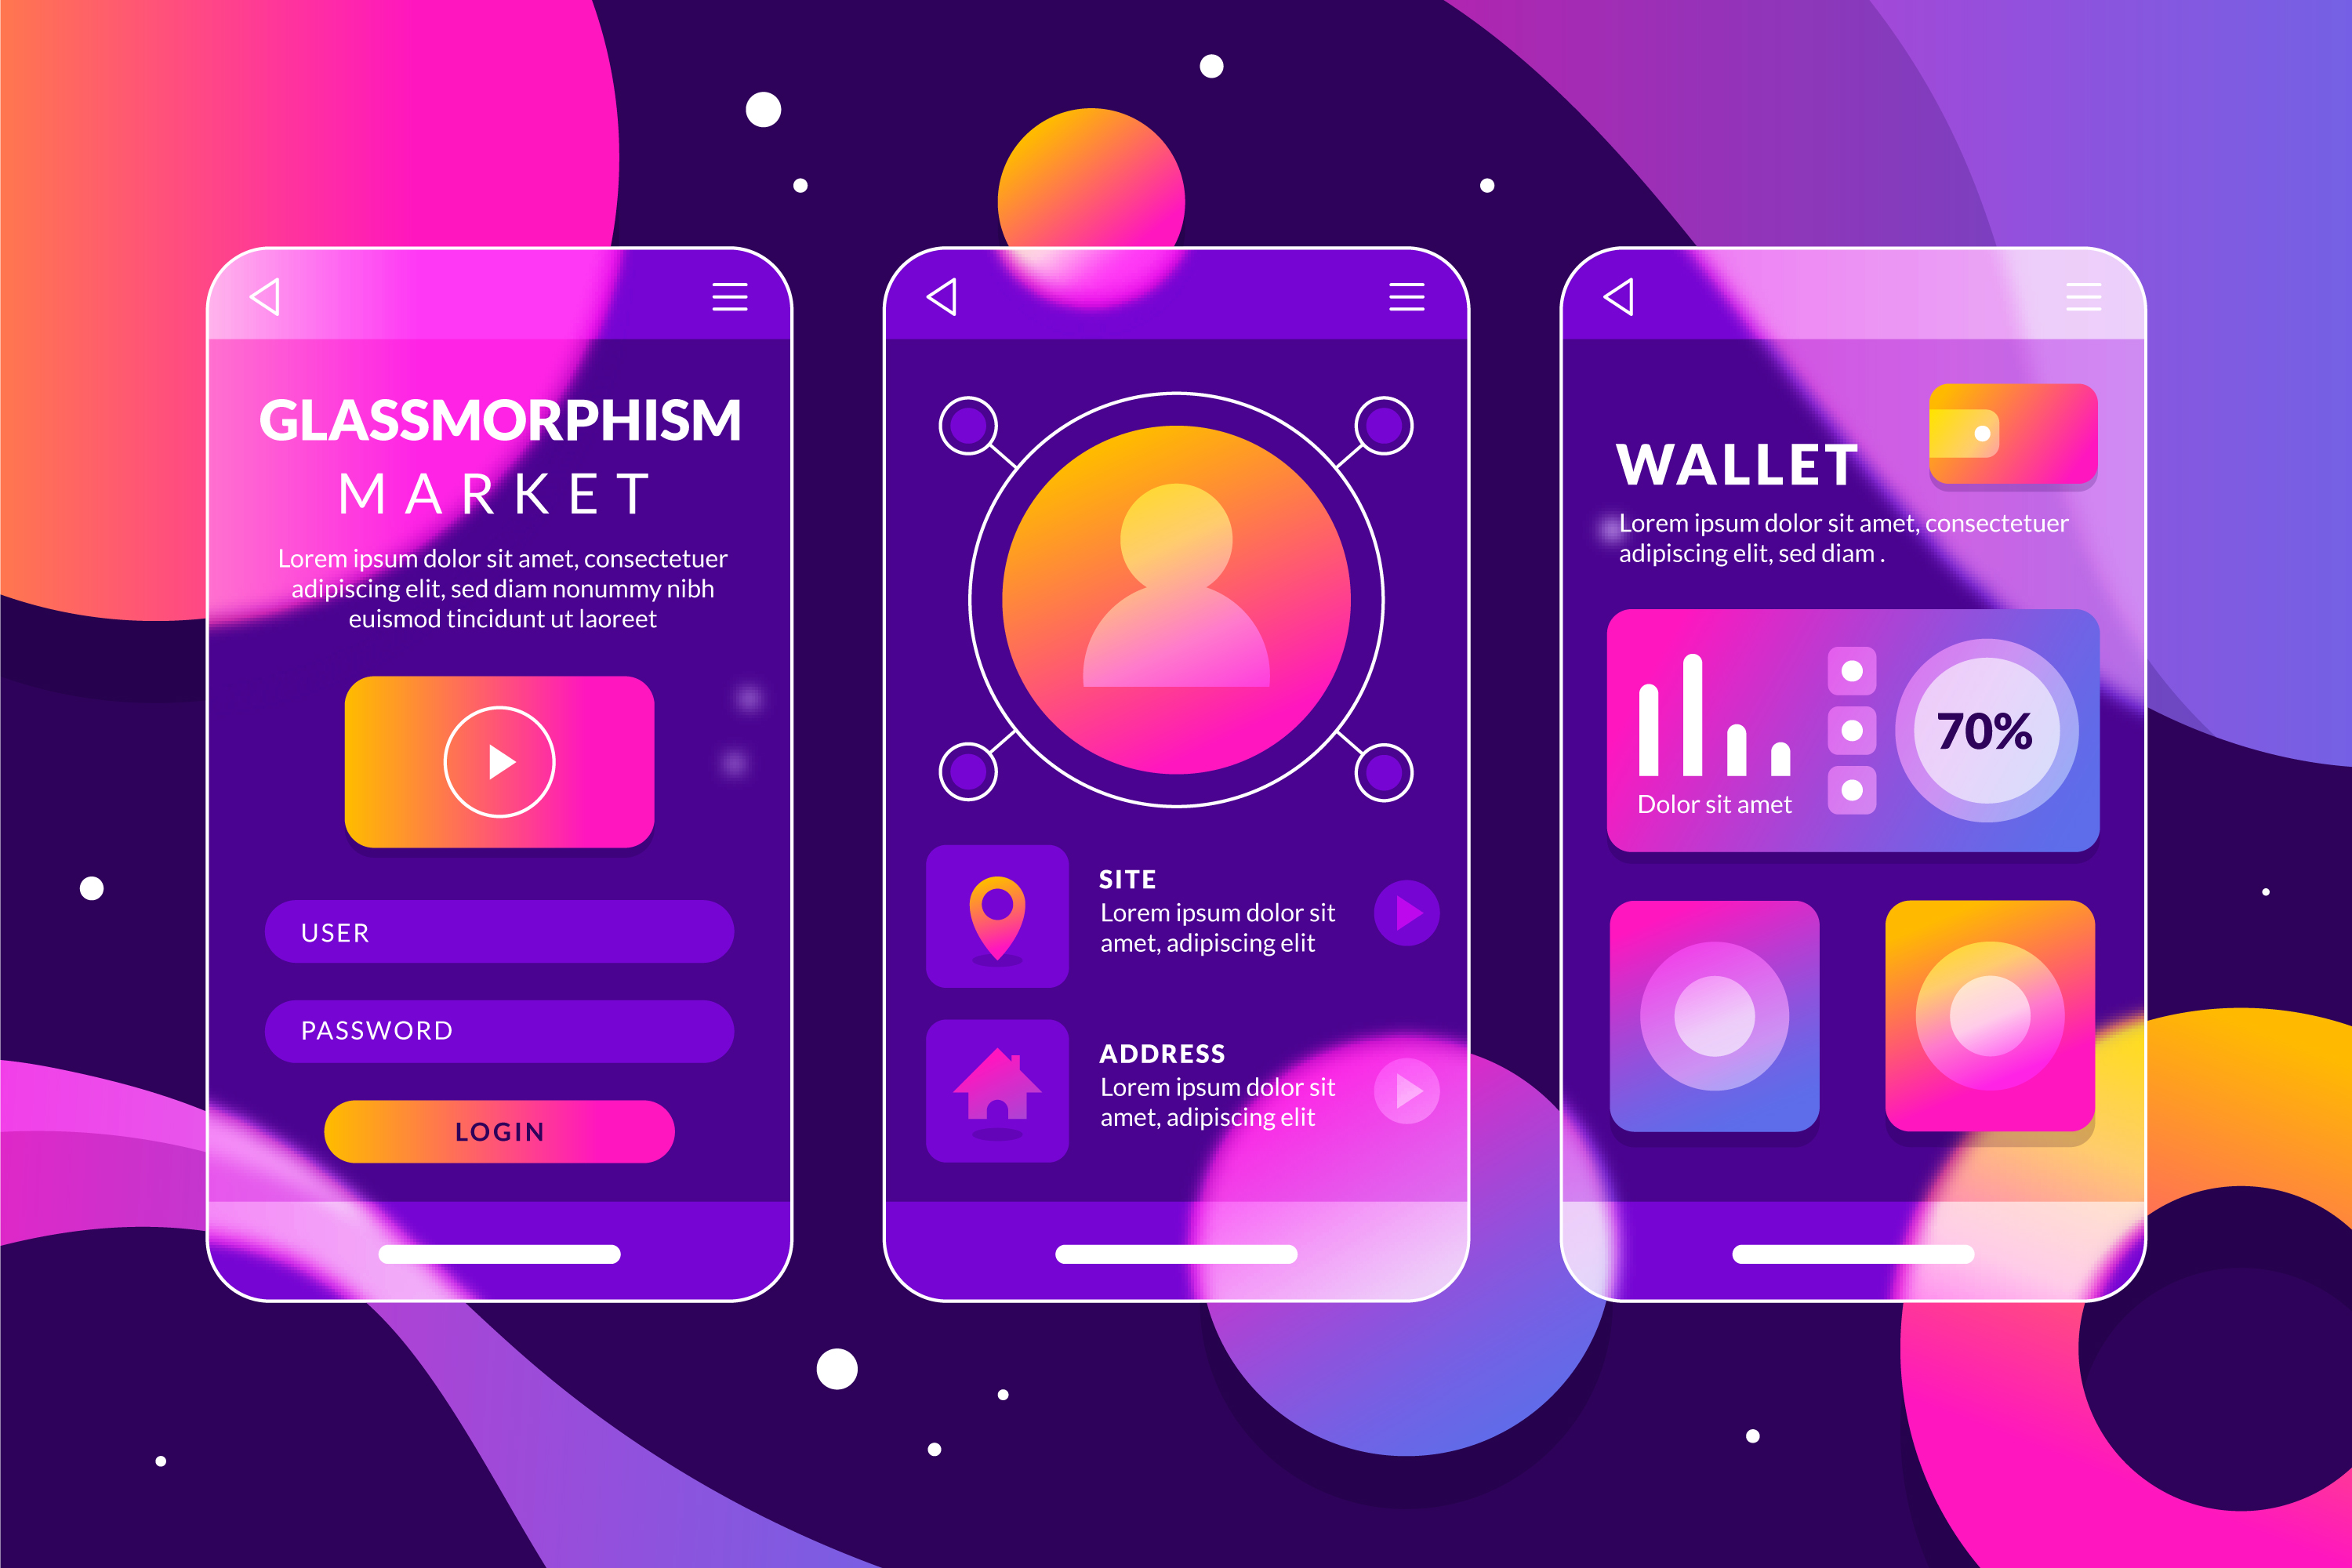 GLASSMORPHISM
MARKET
Lorem ipsum dolor sit amet, consectetuer
adipiscing elit, sed diam nonummy nibh
euismod tincidunt ut laoreet
USER
PASSWORD
LOGIN
SITE
Lorem ipsum dolor sit
amet, adipiscing elit
ADDRESS
Lorem ipsum dolor sit
amet, adipiscing elit
WALLET
Lorem ipsum dolor sit amet, consectetuer
adipiscing elit, sed diam .
70%
Dolor sit amet